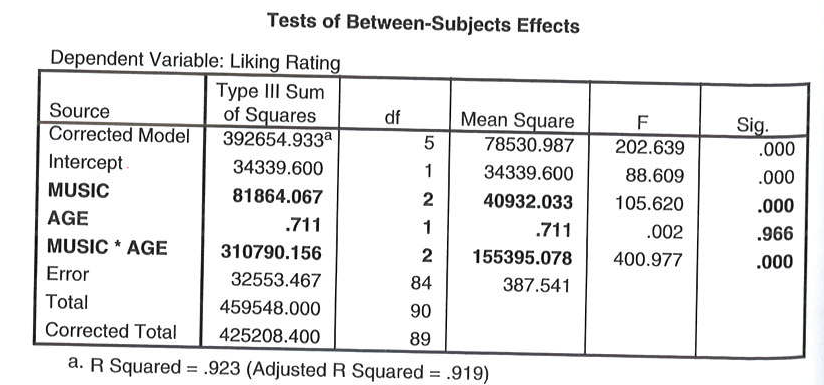 Tests of Between-Subjects Effects
Dependent Variable: Liking Rating
Source Type III Sum of Squares df Mean Square F Sig.
Corrected Model 392654.933a 5 78530.987 202.639 .000
Intercept 34339.600 1 34339.600 88.609 .000
MUSIC 81864.067 2 40932.033 105.620 .000
AGE .711 1 .711 .002 .966
MUSIC * AGE 310790.156 2 155395.078 400.977 .000
Error 32553.467 84 387.541
Total 459548.000 90
Corrected Total 425208.400 89
a. R Squared = .923 (Adjusted R Squared = .919)